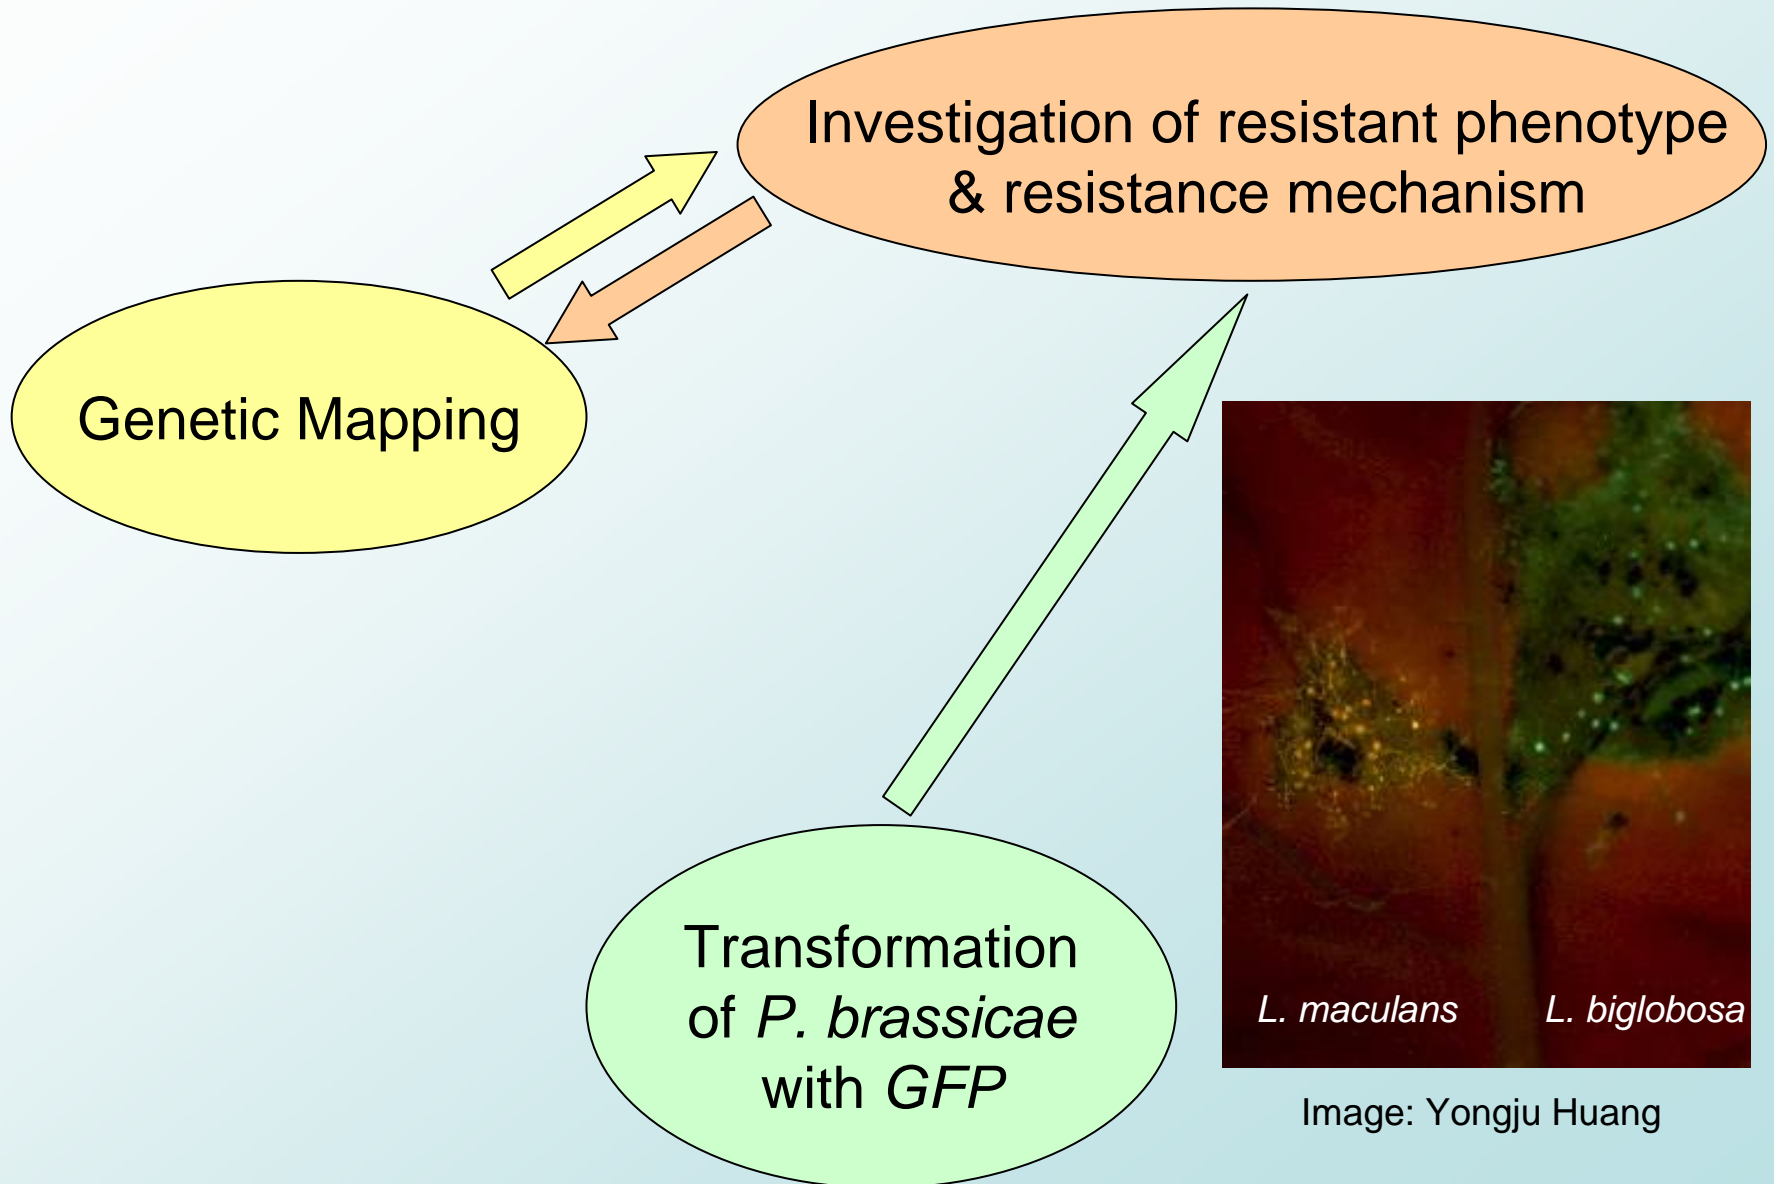 Investigation of resistant phenotype
& resistance mechanism
Genetic Mapping
Transformation
of P. brassicae
with GFP
L. maculans
L. biglobosa
Image: Yongju Huang